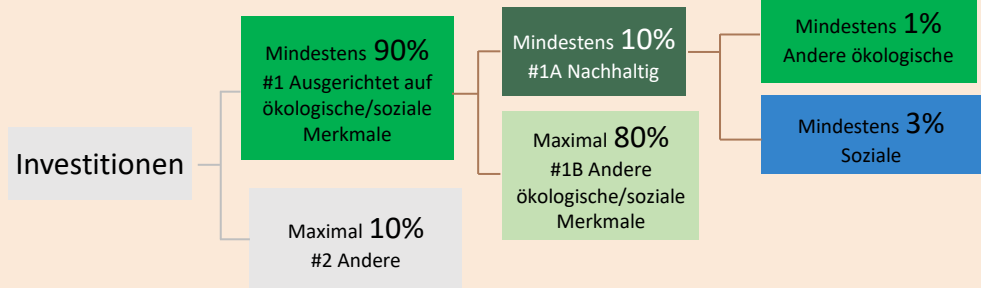 Investitionen
Mindestens 90%
#1 Ausgerichtet auf
ökologische/soziale
Merkmale
Maximal 10%
#2 Andere
Mindestens 10%
#1A Nachhaltig
Maximal 80%
#1B Andere
ökologische/soziale
Merkmale
Mindestens 1%
Andere ökologische
Mindestens 3%
Soziale